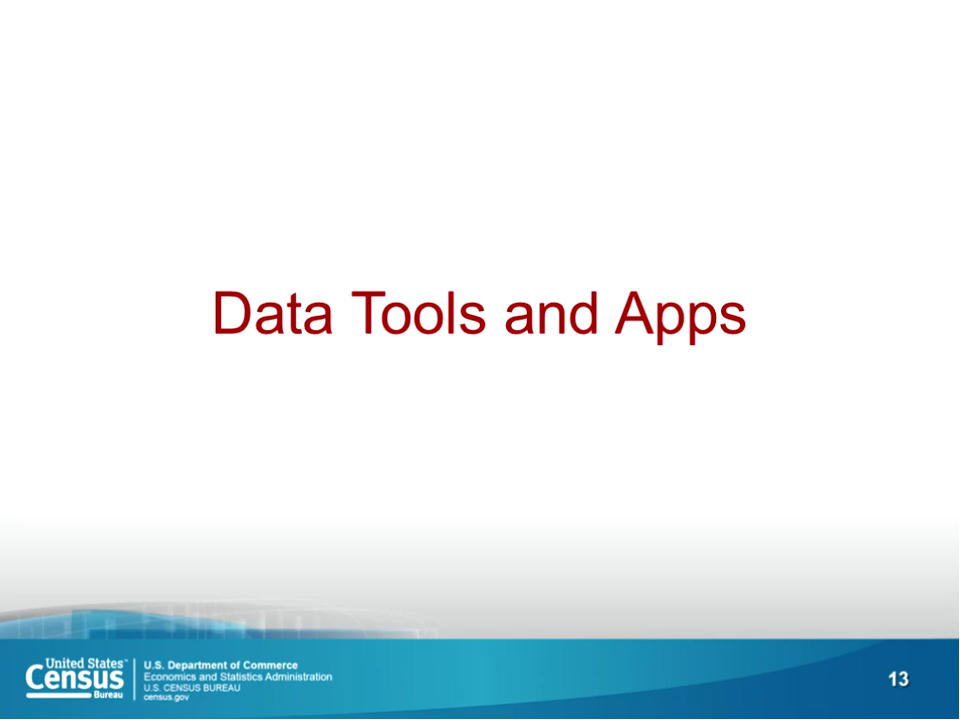 Data Tools and Apps
United States™
Census
Bureau
U.S. Department of Commerce
Economics and Statistics Administration
U.S. CENSUS BUREAU
census.gov
13